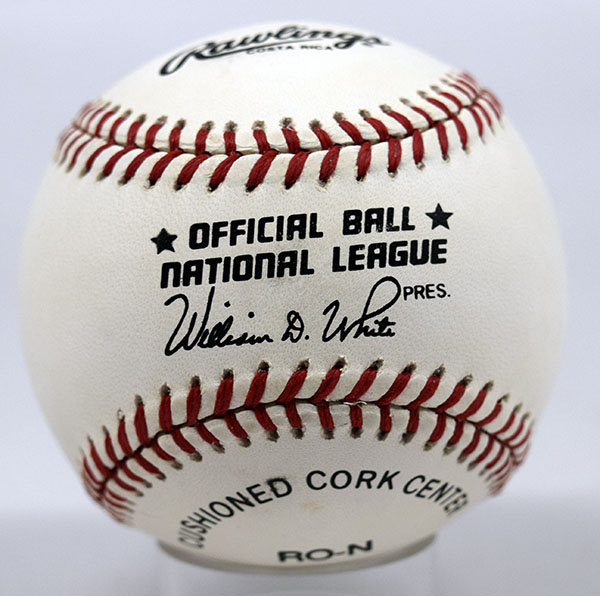 Rawlings
COSTA RICA
★ OFFICIAL BALL ★
NATIONAL LEAGUE
William D. White PRES.
CUSHIONED CORK CENTER
RO-N